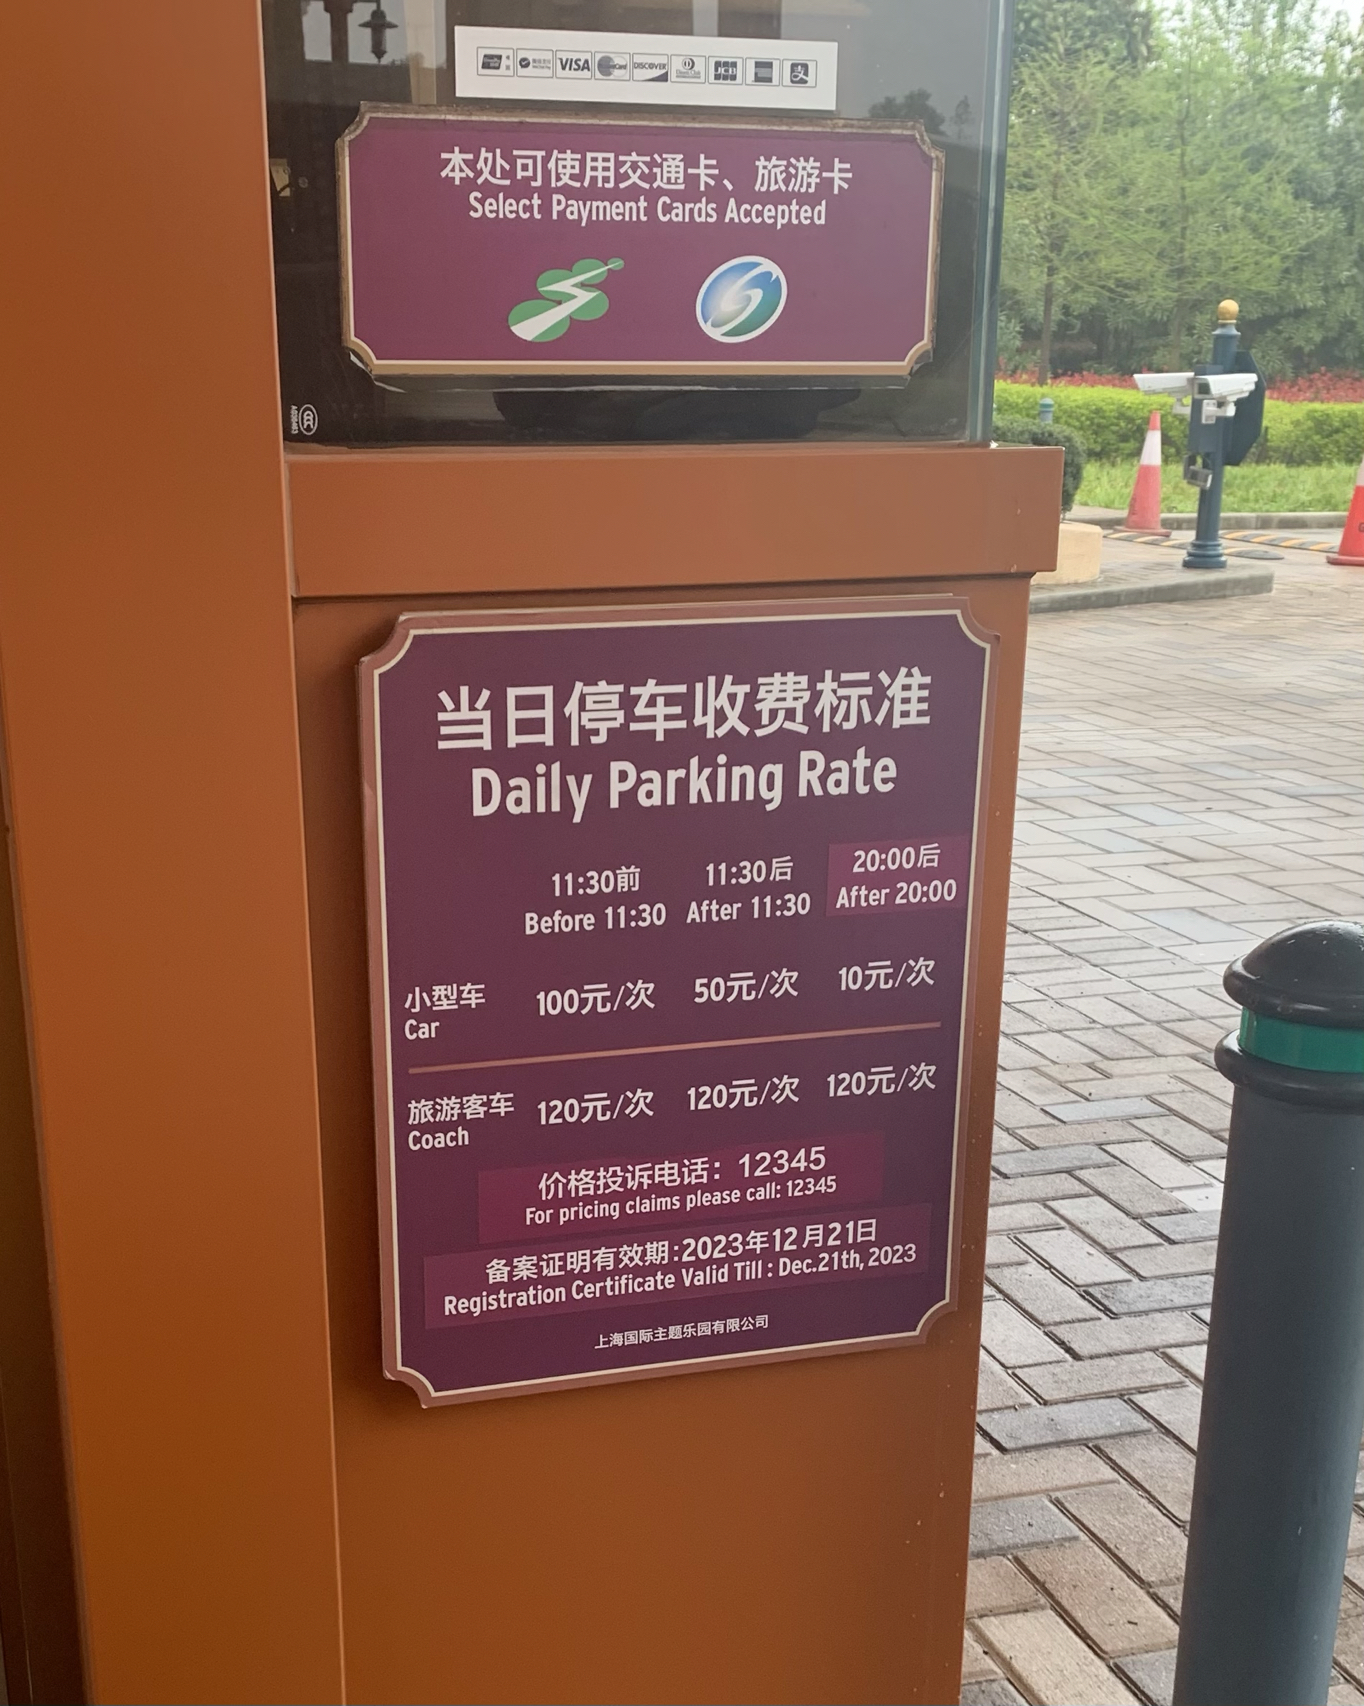 VISA
DISCOVER
JCB
本处可使用交通卡、旅游卡
Select Payment Cards Accepted
当日停车收费标准
Daily Parking Rate
11:30前 11:30后 20:00后
Before 11:30 After 11:30 After 20:00
小型车 100元/次 50元/次 10元/次
Car
旅游客车 120元/次 120元/次 120元/次
Coach
价格投诉电话：12345
For pricing claims please call: 12345
备案证明有效期:2023年12月21日
Registration Certificate Valid Till : Dec.21th, 2023
上海国际主题乐园有限公司